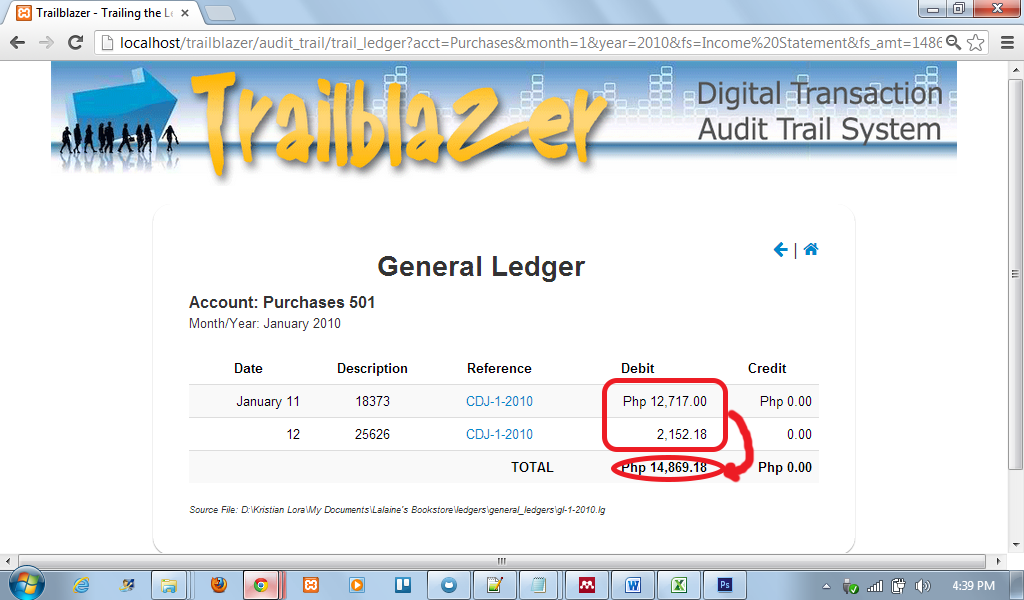 Trailblazer - Trailing the Le
localhost/trailblazer/audit_trail/trail_ledger?acct=Purchases&month=1&year=2010&fs=Income%20Statement&fs_amt=1486
Trailblazer
Digital Transaction
Audit Trail System
|
General Ledger
Account: Purchases 501
Month/Year: January 2010
Date Description Reference Debit Credit
January 11 18373 CDJ-1-2010 Php 12,717.00 Php 0.00
12 25626 CDJ-1-2010 2,152.18 0.00
TOTAL Php 14,869.18 Php 0.00
Source File: D:\Kristian Lora\My Documents\Lalaine's Bookstore\ledgers\general_ledgers\gl-1-2010.lg
W X Ps 4:39 PM